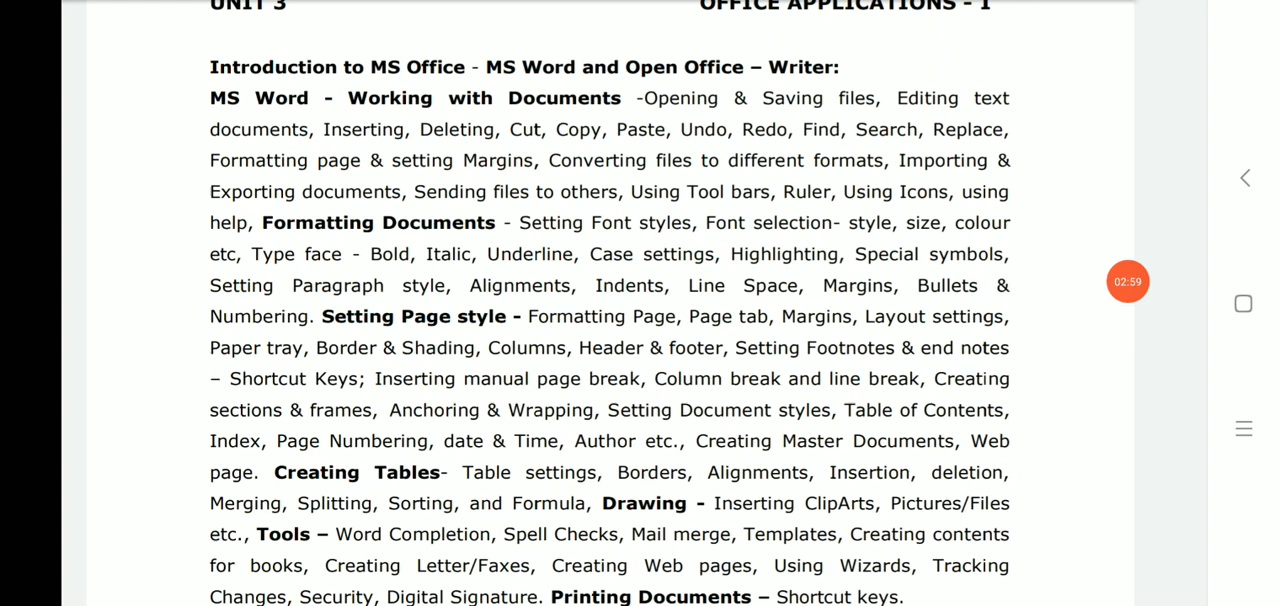 UNIT 3 OFFICE APPLICATIONS - I
Introduction to MS Office - MS Word and Open Office – Writer:
MS Word - Working with Documents -Opening & Saving files, Editing text
documents, Inserting, Deleting, Cut, Copy, Paste, Undo, Redo, Find, Search, Replace,
Formatting page & setting Margins, Converting files to different formats, Importing &
Exporting documents, Sending files to others, Using Tool bars, Ruler, Using Icons, using
help, Formatting Documents - Setting Font styles, Font selection- style, size, colour
etc, Type face - Bold, Italic, Underline, Case settings, Highlighting, Special symbols,
Setting Paragraph style, Alignments, Indents, Line Space, Margins, Bullets &
Numbering. Setting Page style - Formatting Page, Page tab, Margins, Layout settings,
Paper tray, Border & Shading, Columns, Header & footer, Setting Footnotes & end notes
– Shortcut Keys; Inserting manual page break, Column break and line break, Creating
sections & frames, Anchoring & Wrapping, Setting Document styles, Table of Contents,
Index, Page Numbering, date & Time, Author etc., Creating Master Documents, Web
page. Creating Tables- Table settings, Borders, Alignments, Insertion, deletion,
Merging, Splitting, Sorting, and Formula, Drawing - Inserting ClipArts, Pictures/Files
etc., Tools – Word Completion, Spell Checks, Mail merge, Templates, Creating contents
for books, Creating Letter/Faxes, Creating Web pages, Using Wizards, Tracking
Changes, Security, Digital Signature. Printing Documents – Shortcut keys.
02:59